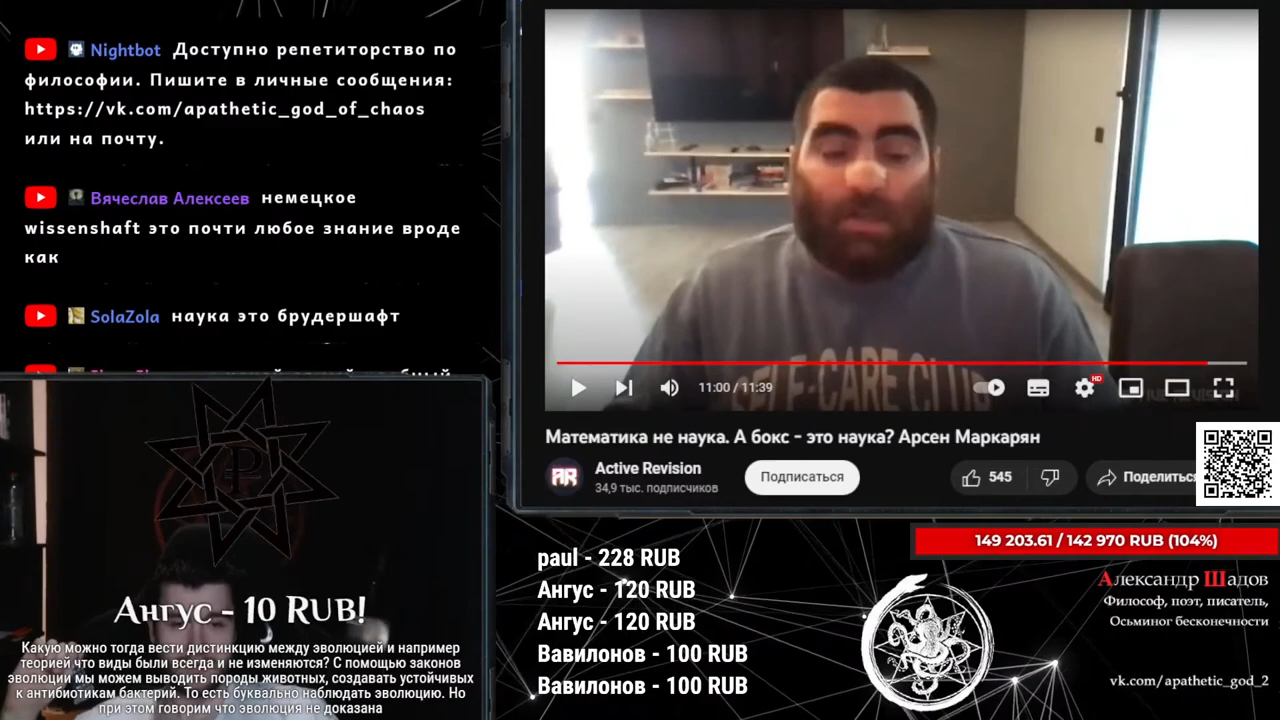 Nightbot Доступно репетиторство по
философии. Пишите в личные сообщения:
https://vk.com/apathetic_god_of_chaos
или на почту.
Вячеслав Алексеев немецкое
wissenshaft это почти любое знание вроде
как
SolaZola наука это брудершафт
SELF-CARE CLUB
11:00 / 11:39
HD
Математика не наука. А бокс - это наука? Арсен Маркарян
AR
Active Revision
34,9 тыс. подписчиков
Подписаться
545
Поделиться
Ангус - 10 RUB!
Какую можно тогда вести дистинкцию между эволюцией и например
теорией что виды были всегда и не изменяются? С помощью законов
эволюции мы можем выводить породы животных, создавать устойчивых
к антибиотикам бактерий. То есть буквально наблюдать эволюцию. Но
при этом говорим что эволюция не доказана
paul - 228 RUB
Ангус - 120 RUB
Ангус - 120 RUB
Вавилонов - 100 RUB
Вавилонов - 100 RUB
149 203.61 / 142 970 RUB (104%)
Александр Шадов
Философ, поэт, писатель,
Осьминог бесконечности
vk.com/apathetic_god_2